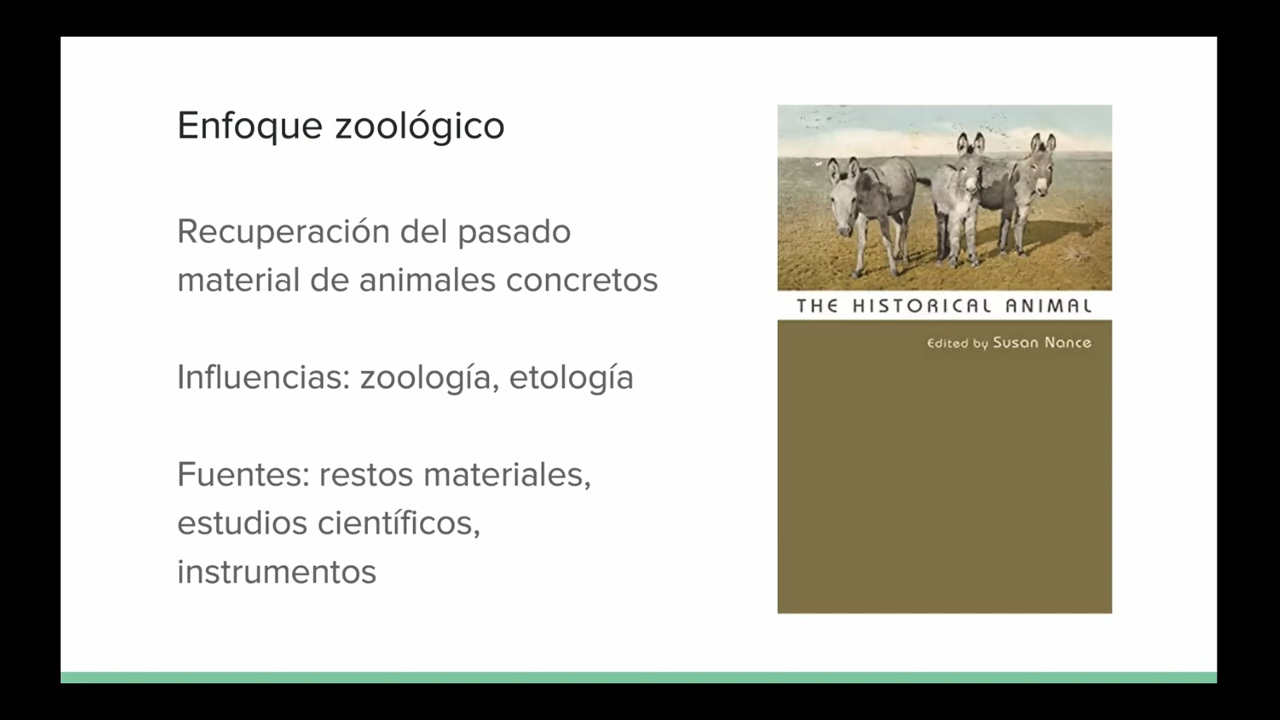 Enfoque zoológico
Recuperación del pasado
material de animales concretos
Influencias: zoología, etología
Fuentes: restos materiales,
estudios científicos,
instrumentos
THE HISTORICAL ANIMAL
Edited by Susan Nance